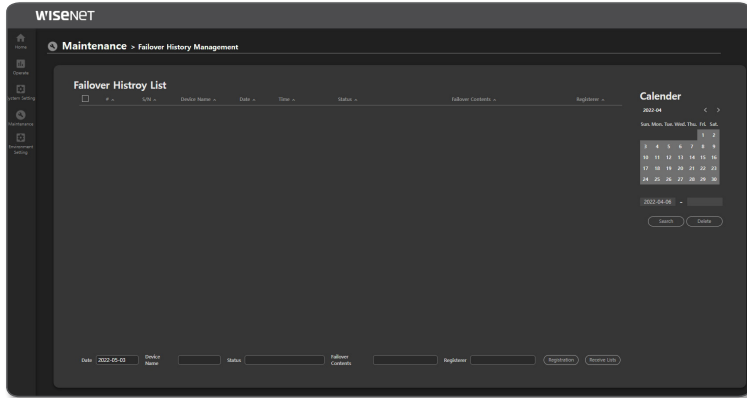 WISENET
Home
Operate
System Setting
Maintenance
Environment
Setting
Maintenance > Failover History Management
Failover Histroy List
# S/N Device Name Date Time Status Failover Contents Registerer
Calender
2022-04 < >
Sun. Mon. Tue. Wed. Thu. Fri. Sat.
1 2
3 4 5 6 7 8 9
10 11 12 13 14 15 16
17 18 19 20 21 22 23
24 25 26 27 28 29 30
2022-04-06 ~
Search Delete
Date 2022-05-03 Device Name Status Failover Contents Registerer Registration Receive Lists